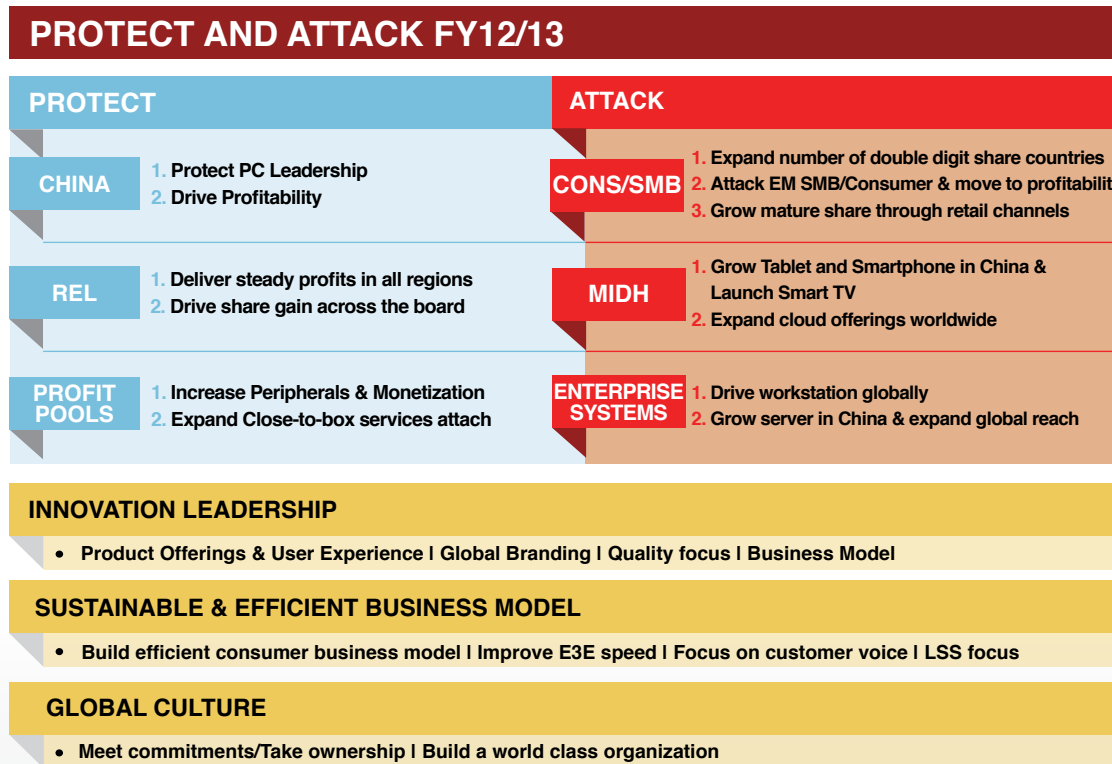 PROTECT AND ATTACK FY12/13
PROTECT
CHINA
1. Protect PC Leadership
2. Drive Profitability
REL
1. Deliver steady profits in all regions
2. Drive share gain across the board
PROFIT
POOLS
1. Increase Peripherals & Monetization
2. Expand Close-to-box services attach
ATTACK
CONS/SMB
1. Expand number of double digit share countries
2. Attack EM SMB/Consumer & move to profitabilit
3. Grow mature share through retail channels
MIDH
1. Grow Tablet and Smartphone in China &
Launch Smart TV
2. Expand cloud offerings worldwide
ENTERPRISE
SYSTEMS
1. Drive workstation globally
2. Grow server in China & expand global reach
INNOVATION LEADERSHIP
• Product Offerings & User Experience | Global Branding | Quality focus | Business Model
SUSTAINABLE & EFFICIENT BUSINESS MODEL
• Build efficient consumer business model | Improve E3E speed | Focus on customer voice | LSS focus
GLOBAL CULTURE
• Meet commitments/Take ownership | Build a world class organization